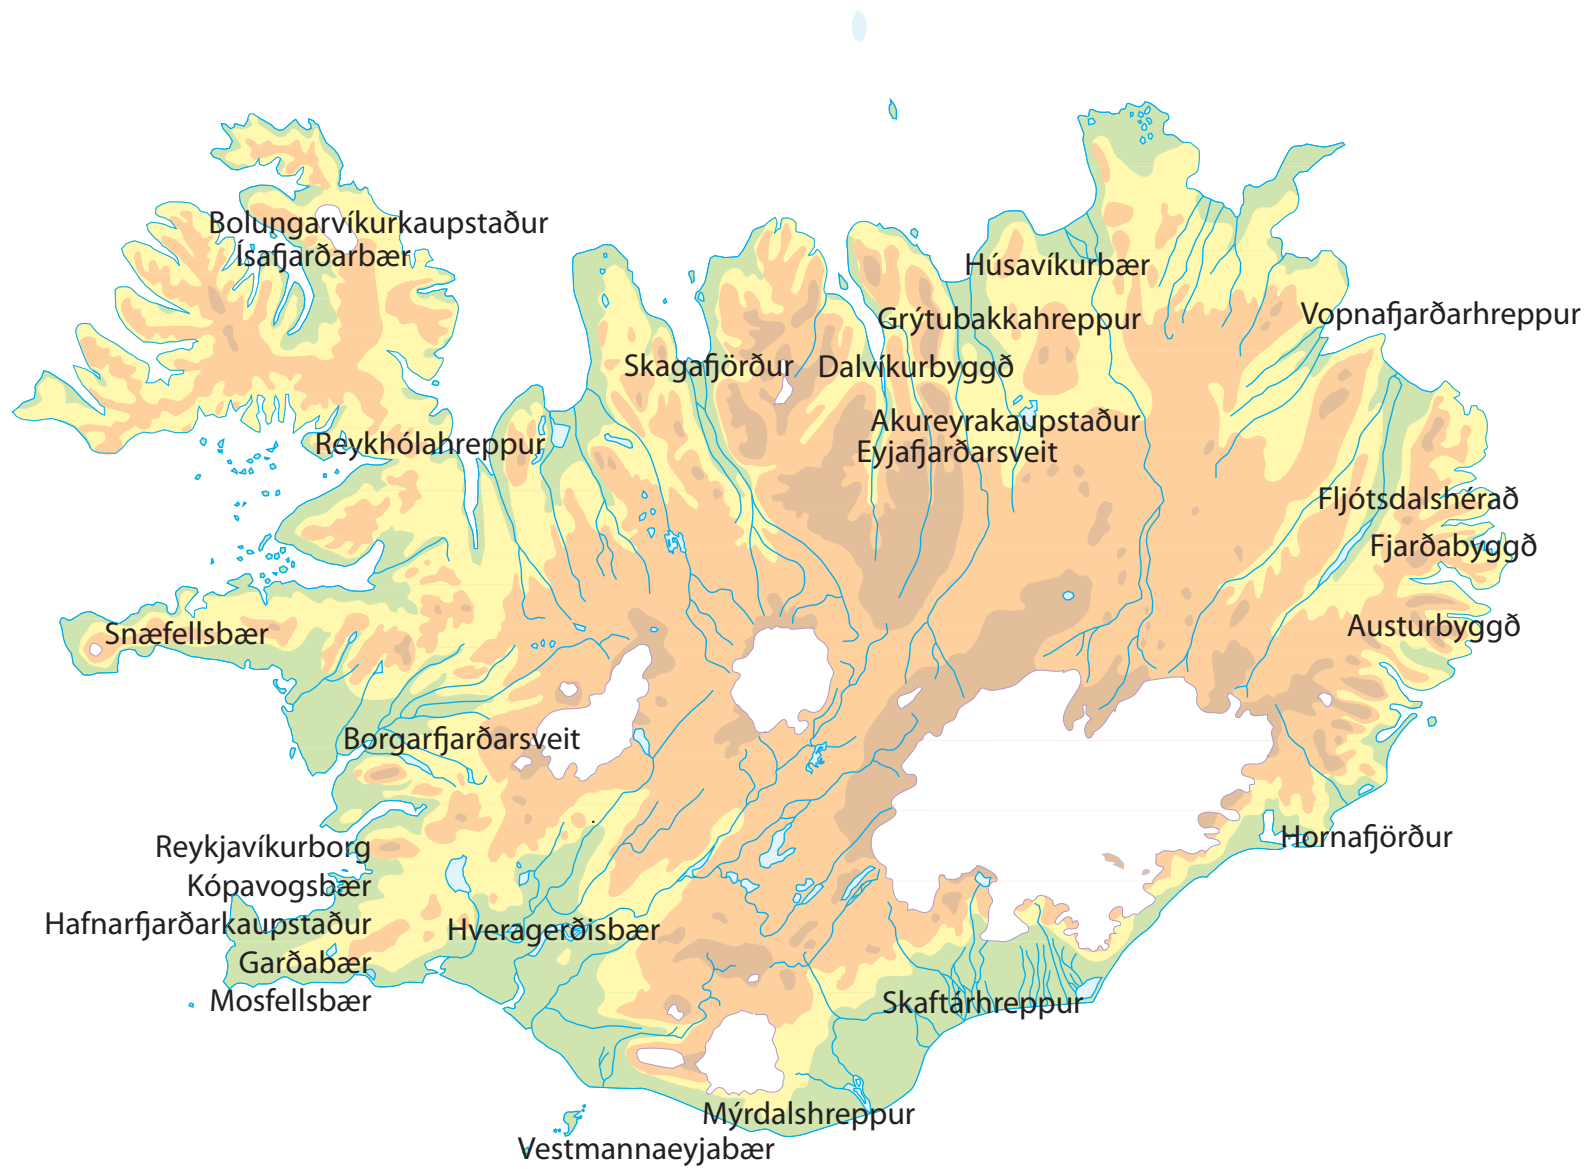 Bolungarvíkurkaupstaður
Ísafjarðarbær
Húsavíkurbær
Grýtubakkahreppur
Vopnafjarðarhreppur
Skagafjörður
Dalvíkurbyggð
Akureyrakaupstaður
Reykhólahreppur
Eyjafjarðarsveit
Fljótsdalshérað
Fjarðabyggð
Snæfellsbær
Austurbyggð
Borgarfjarðarsveit
Reykjavíkurborg
Hornafjörður
Kópavogsbær
Hafnarfjarðarkaupstaður
Hveragerðisbær
Garðabær
Mosfellsbær
Skaftárhreppur
Mýrdalshreppur
Vestmannaeyjabær